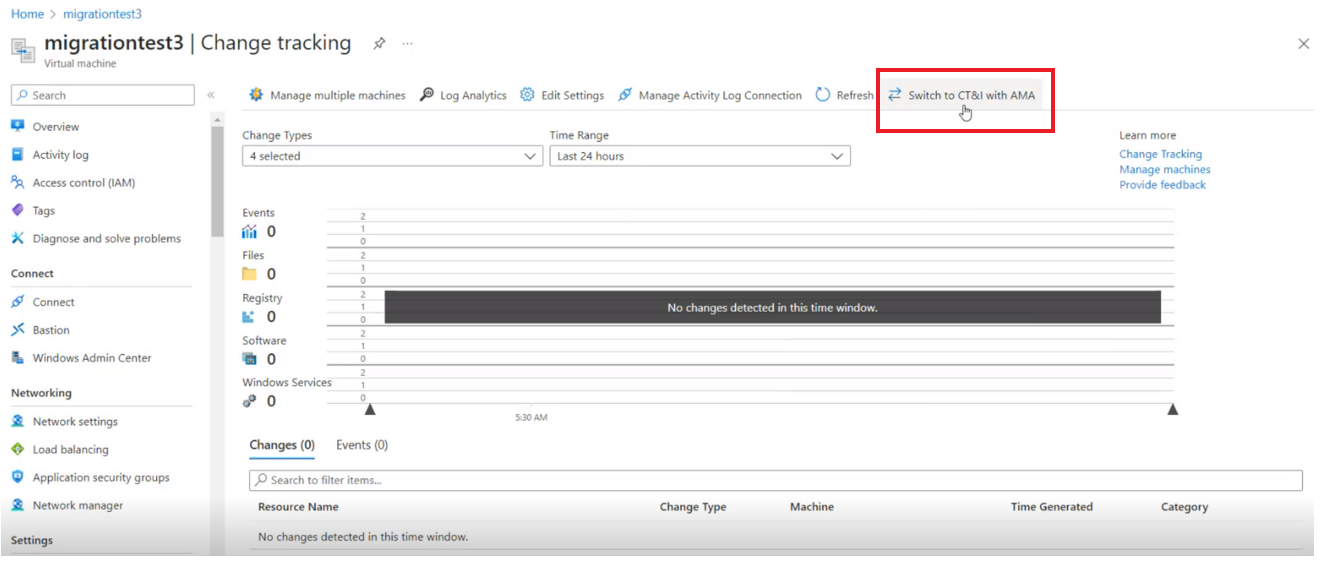 Home > migrationtest3
migrationtest3 | Change tracking ...
Virtual machine
Search «
Manage multiple machines Log Analytics Edit Settings Manage Activity Log Connection Refresh Switch to CT&I with AMA
Overview
Activity log
Access control (IAM)
Tags
Diagnose and solve problems
Connect
Connect
Bastion
Windows Admin Center
Networking
Network settings
Load balancing
Application security groups
Network manager
Settings
Change Types Time Range
4 selected Last 24 hours
Learn more
Change Tracking
Manage machines
Provide feedback
Events
0
2
1
0
Files
0
2
1
0
Registry
0
2
1
0
No changes detected in this time window.
Software
0
2
1
0
Windows Services
0
2
1
0
5:30 AM
Changes (0) Events (0)
Search to filter items...
Resource Name Change Type Machine Time Generated Category
No changes detected in this time window.